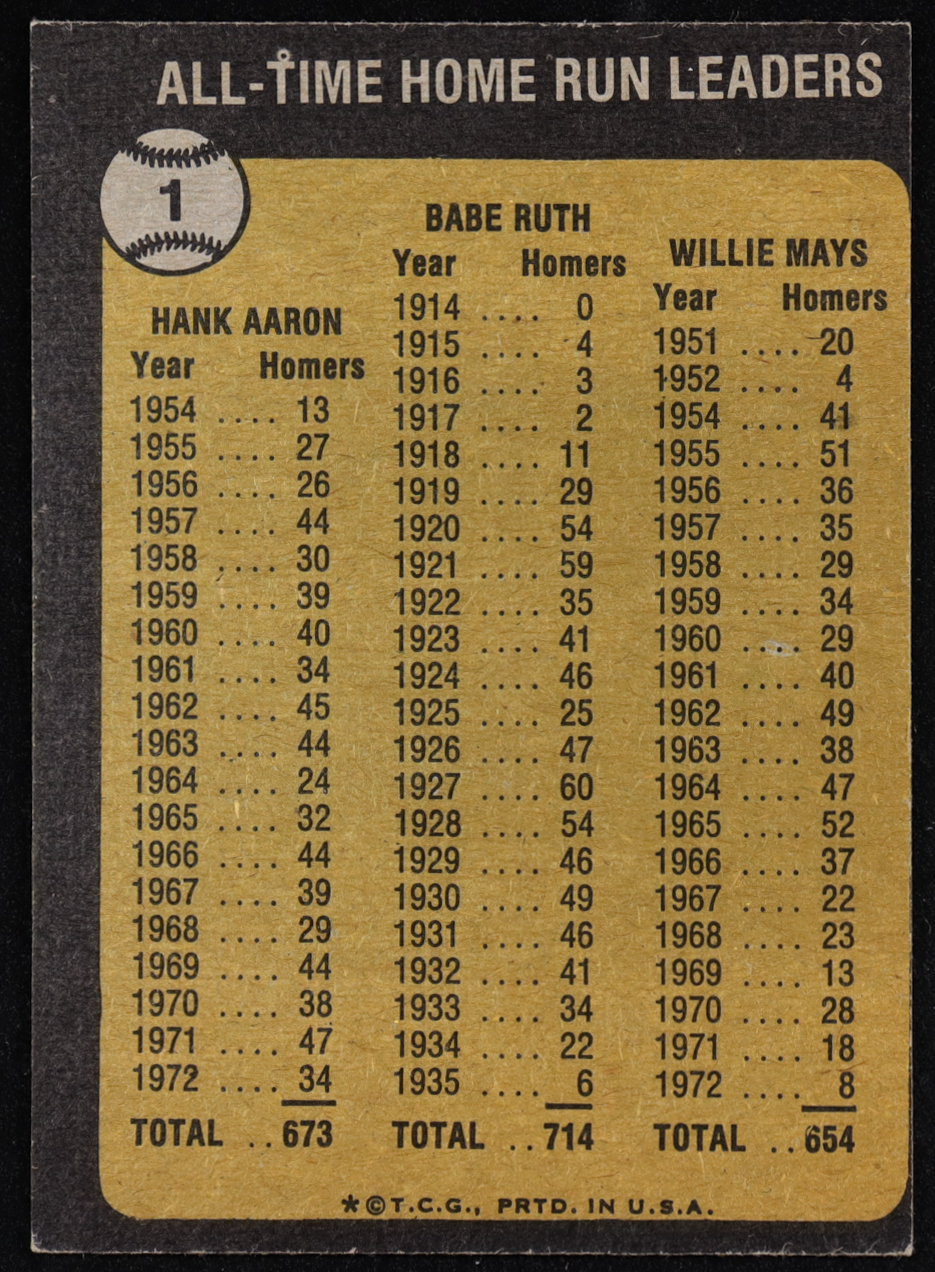 ALL-TIME HOME RUN LEADERS
1
HANK AARON
Year Homers
1954 .... 13
1955 .... 27
1956 .... 26
1957 .... 44
1958 .... 30
1959 .... 39
1960 .... 40
1961 .... 34
1962 .... 45
1963 .... 44
1964 .... 24
1965 .... 32
1966 .... 44
1967 .... 39
1968 .... 29
1969 .... 44
1970 .... 38
1971 .... 47
1972 .... 34
TOTAL .. 673
BABE RUTH
Year Homers
1914 .... 0
1915 .... 4
1916 .... 3
1917 .... 2
1918 .... 11
1919 .... 29
1920 .... 54
1921 .... 59
1922 .... 35
1923 .... 41
1924 .... 46
1925 .... 25
1926 .... 47
1927 .... 60
1928 .... 54
1929 .... 46
1930 .... 49
1931 .... 46
1932 .... 41
1933 .... 34
1934 .... 22
1935 .... 6
TOTAL .. 714
WILLIE MAYS
Year Homers
1951 .... 20
1952 .... 4
1954 .... 41
1955 .... 51
1956 .... 36
1957 .... 35
1958 .... 29
1959 .... 34
1960 .... 29
1961 .... 40
1962 .... 49
1963 .... 38
1964 .... 47
1965 .... 52
1966 .... 37
1967 .... 22
1968 .... 23
1969 .... 13
1970 .... 28
1971 .... 18
1972 .... 8
TOTAL .. 654
*©T.C.G., PRTD. IN U.S.A.